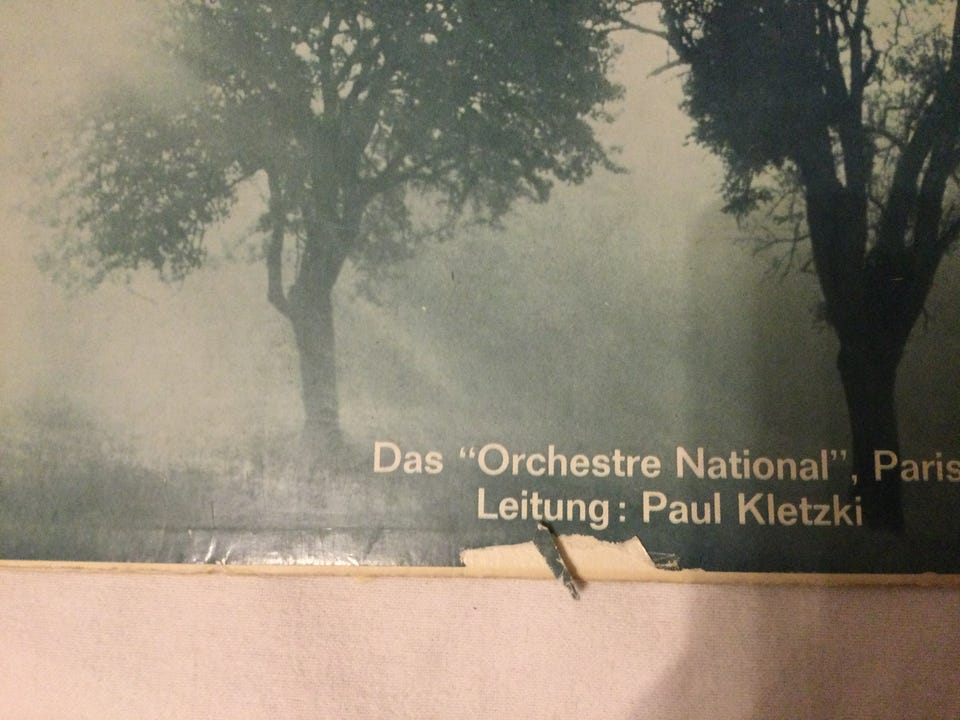 Das “Orchestre National”, Paris
Leitung: Paul Kletzki